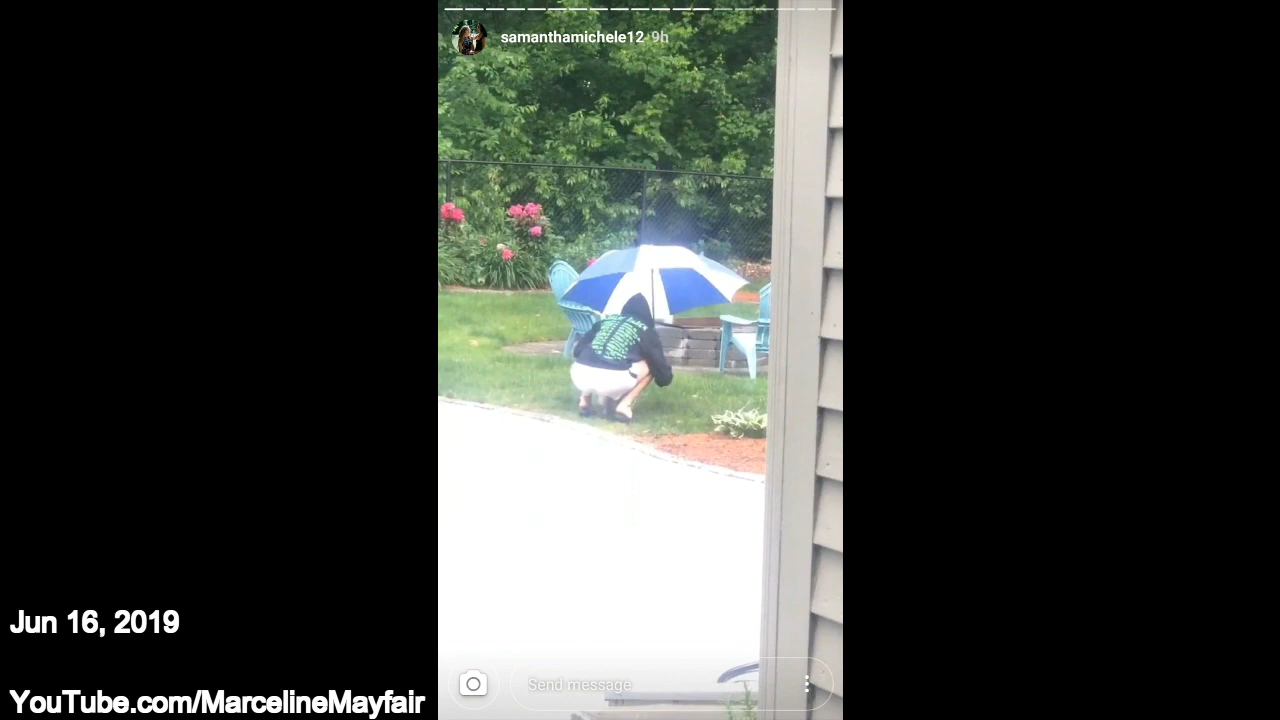 samanthamichele12 9h
Send message
Jun 16, 2019
YouTube.com/MarcelineMayfair